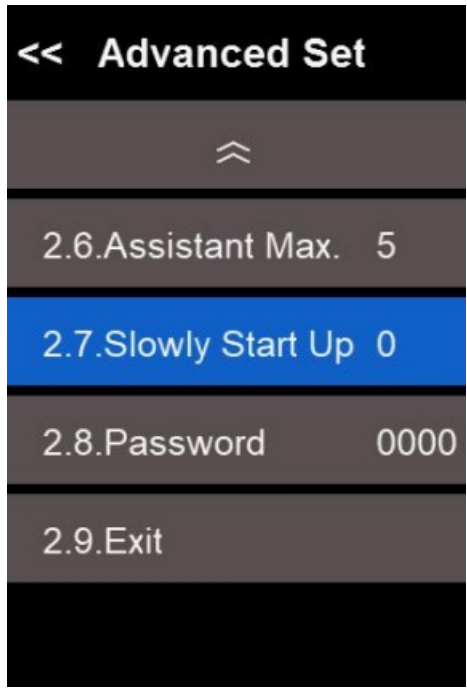 << Advanced Set
2.6.Assistant Max. 5
2.7.Slowly Start Up 0
2.8.Password 0000
2.9.Exit